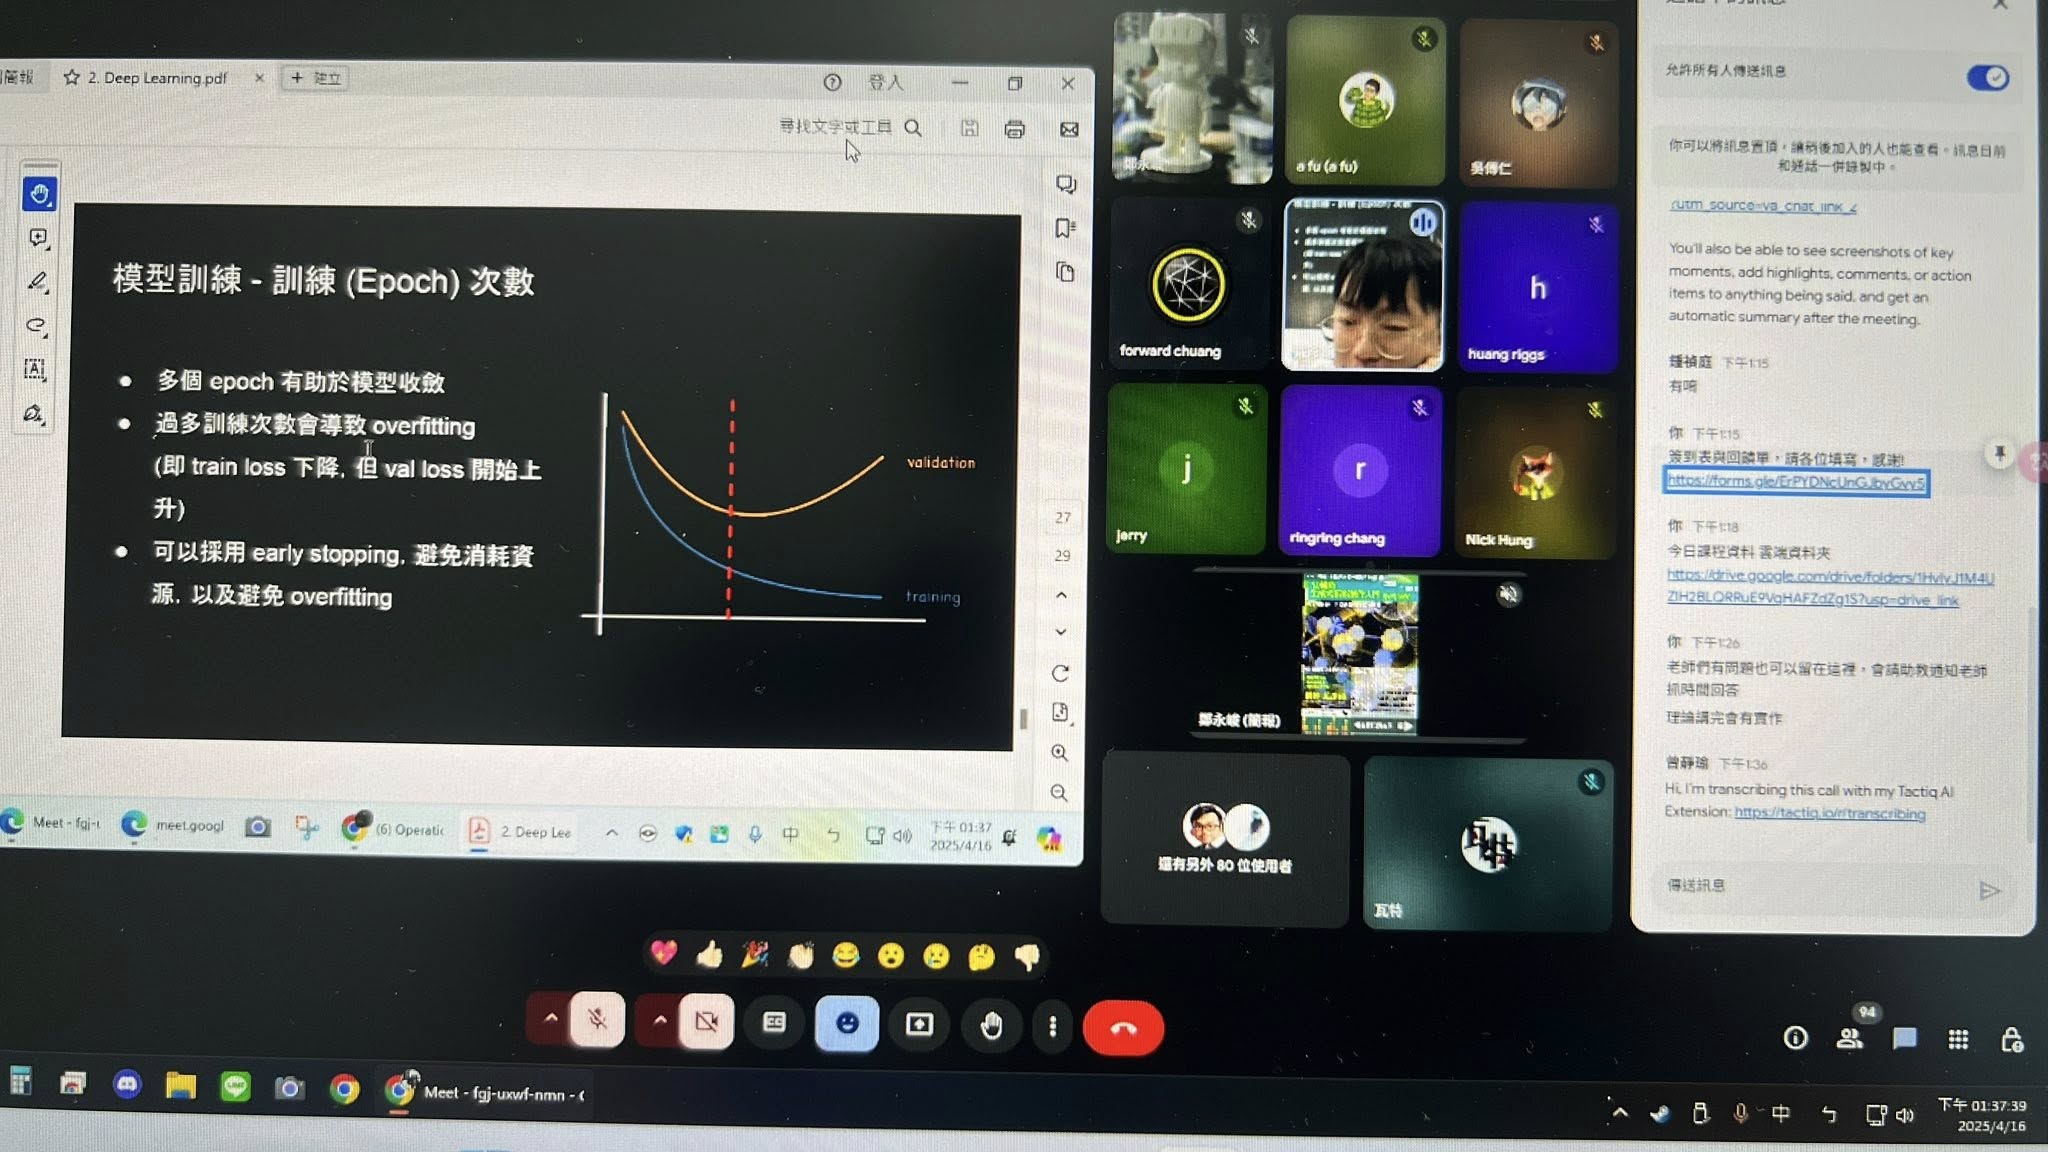 2. Deep Learning.pdf
建立
登入
尋找文字或工具
模型訓練 - 訓練 (Epoch) 次數
多個 epoch 有助於模型收斂
過多訓練次數會導致 overfitting
(即 train loss 下降, 但 val loss 開始上
升)
可以採用 early stopping, 避免消耗資
源, 以及避免 overfitting
validation
training
27
29
Meet - fgj-u
meet.googl
(6) Operatic
2. Deep Lee
中
下午 01:37
2025/4/16
a fu (a fu)
吳傳仁
forward chuang
h
huang riggs
j
jerry
r
ringring chang
Nick Hung
鄭永峻 (簡報)
還有另外 80 位使用者
瓦特
允許所有人傳送訊息
你可以將訊息置頂，讓稍後加入的人也能查看。訊息目前
和通話一併錄製中。
You'll also be able to see screenshots of key
moments, add highlights, comments, or action
items to anything being said, and get an
automatic summary after the meeting.
鍾禎庭 下午1:15
有唷
你 下午1:15
簽到表與回饋單，請各位填寫，感謝!
https://forms.gle/ErPYDNcUnGJbvGvy5
你 下午1:18
今日課程資料 雲端資料夾
https://drive.google.com/drive/folders/1HvlvJ1M4U
ZIH2BLQRRuE9VgHAFZdZg1S?usp=drive_link
你 下午1:26
老師們有問題也可以留在這裡，會請助教通知老師
抓時間回答
理論講完會有實作
曾靜瑜 下午1:36
Hi, I'm transcribing this call with my Tactiq AI
Extension: https://tactiq.io/r/transcribing
傳送訊息
94
Meet - fgj-uxwf-nmn - G
中
下午 01:37:39
2025/4/16